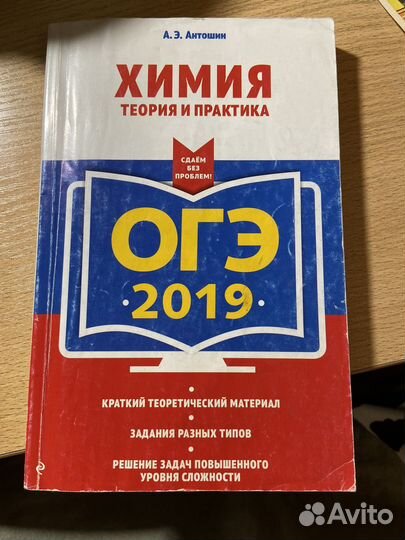 А. Э. Антошин
ХИМИЯ
ТЕОРИЯ И ПРАКТИКА
СДАЁМ БЕЗ
ПРОБЛЕМ!
ОГЭ
·2019·
• КРАТКИЙ ТЕОРЕТИЧЕСКИЙ МАТЕРИАЛ
• ЗАДАНИЯ РАЗНЫХ ТИПОВ
• РЕШЕНИЕ ЗАДАЧ ПОВЫШЕННОГО
УРОВНЯ СЛОЖНОСТИ
Avito